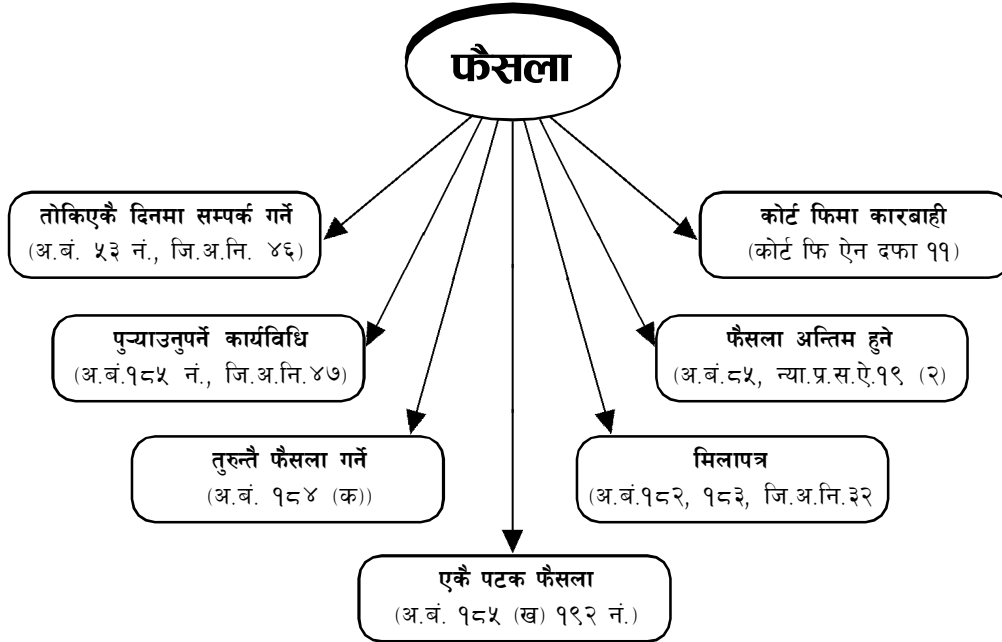 फैसला
तोकिएकै दिनमा सम्पर्क गर्ने
(अ.बं. ५३ नं., जि.अ.नि. ४६)
कोर्ट फिमा कारबाही
(कोर्ट फि ऐन दफा ११)
पुऱ्याउनुपर्ने कार्यविधि
(अ.बं.१८५ नं., जि.अ.नि.४७)
फैसला अन्तिम हुने
(अ.बं.८५, न्या.प्र.स.ऐ.१९ (२)
तुरुन्तै फैसला गर्ने
(अ.बं. १८४ (क))
मिलापत्र
(अ.बं.१८२, १८३, जि.अ.नि.३२
एकै पटक फैसला
(अ.बं. १८५ (ख) १९२ नं.)